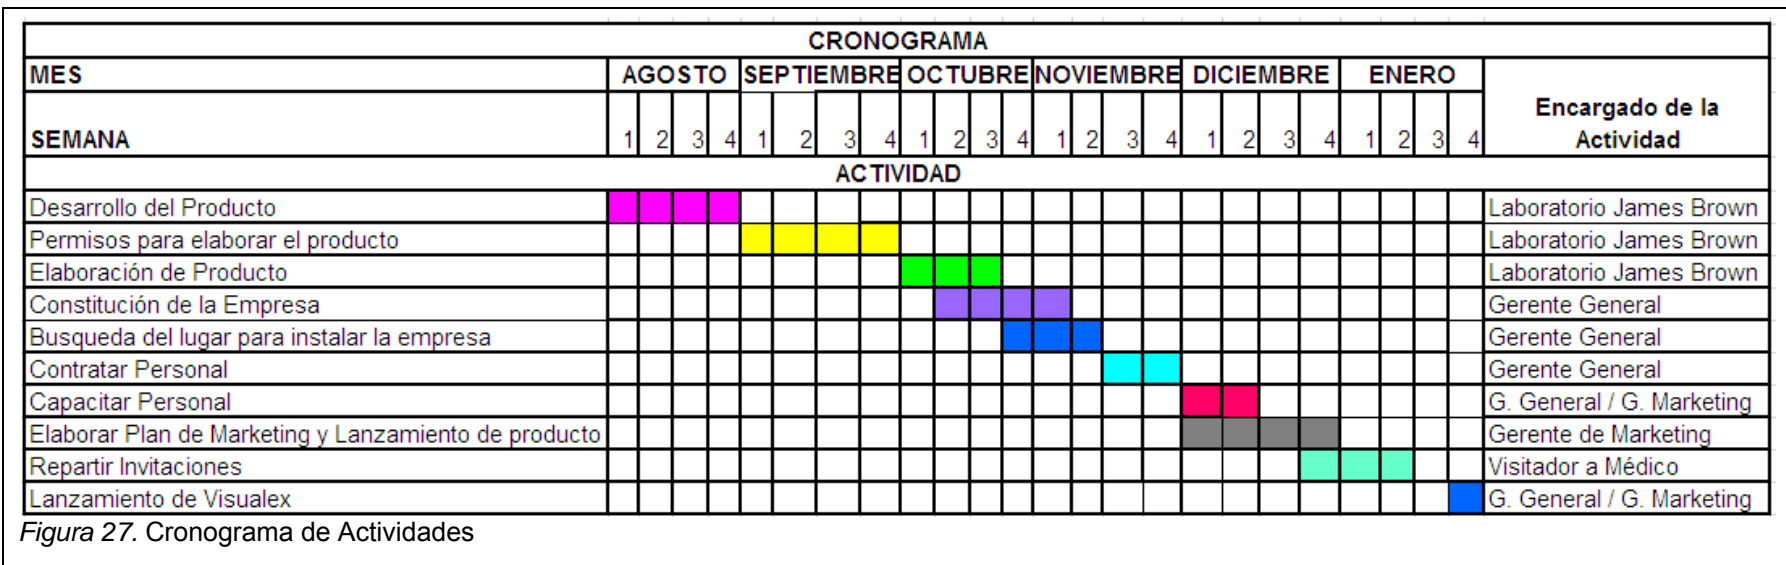 CRONOGRAMA
MES AGOSTO SEPTIEMBRE OCTUBRE NOVIEMBRE DICIEMBRE ENERO Encargado de la Actividad
SEMANA 1 2 3 4 1 2 3 4 1 2 3 4 1 2 3 4 1 2 3 4 1 2 3 4
ACTIVIDAD
Desarrollo del Producto Laboratorio James Brown
Permisos para elaborar el producto Laboratorio James Brown
Elaboración de Producto Laboratorio James Brown
Constitución de la Empresa Gerente General
Busqueda del lugar para instalar la empresa Gerente General
Contratar Personal Gerente General
Capacitar Personal G. General / G. Marketing
Elaborar Plan de Marketing y Lanzamiento de producto Gerente de Marketing
Repartir Invitaciones Visitador a Médico
Lanzamiento de Visualex G. General / G. Marketing
Figura 27. Cronograma de Actividades